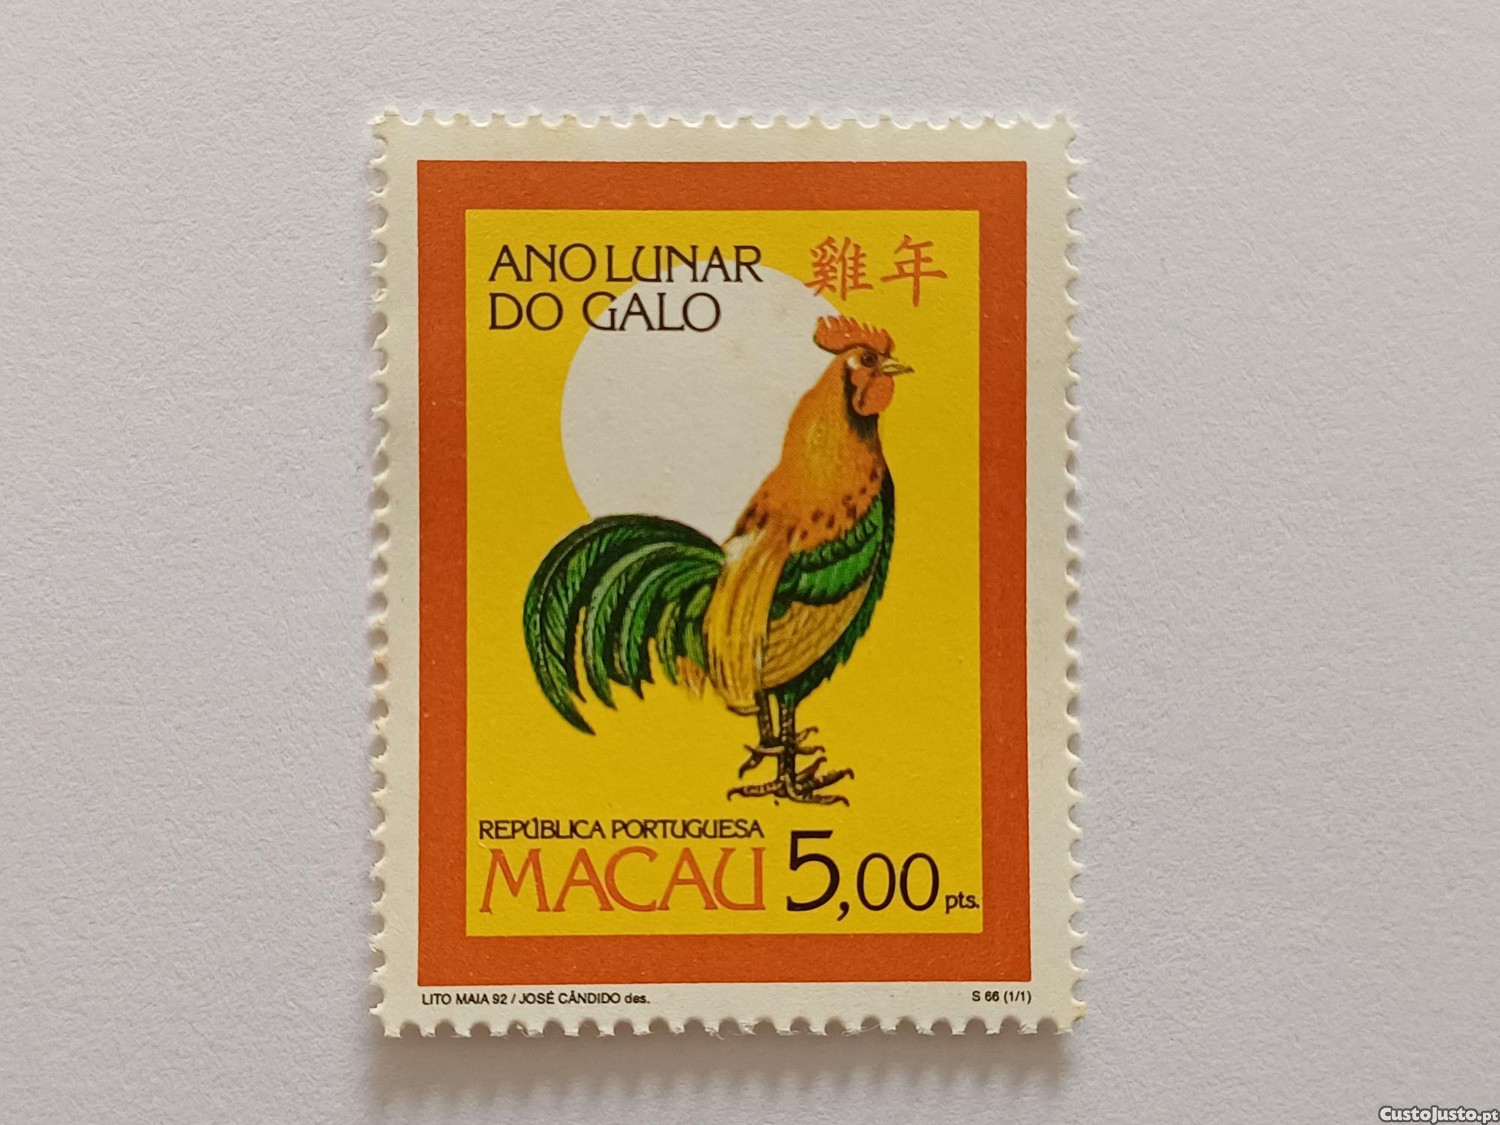 ANO LUNAR
DO GALO
雞年
REPÚBLICA PORTUGUESA
MACAU 5,00 pts.
LITO MAIA 92 / JOSÉ CÂNDIDO des.
S 66 (1/1)
CustoJusto.pt